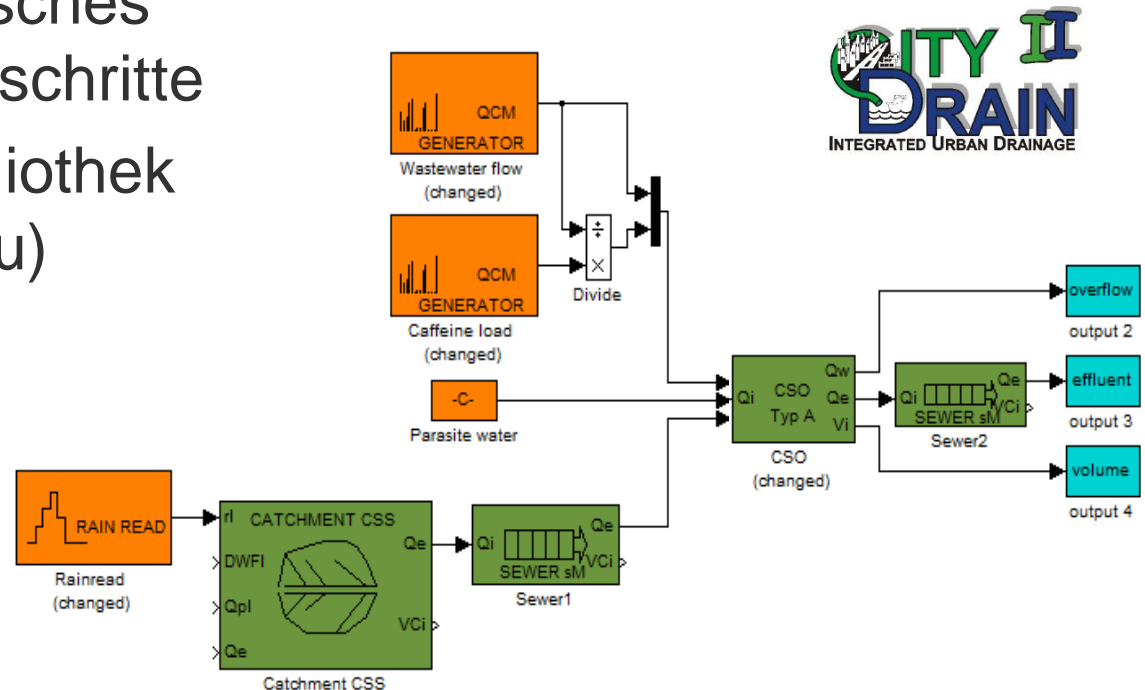 sches
schritte
iothek
u)
CITY II
DRAIN
INTEGRATED URBAN DRAINAGE
QCM
GENERATOR
Wastewater flow
(changed)
QCM
GENERATOR
Caffeine load
(changed)
÷
×
Divide
-C-
Parasite water
RAIN READ
Rainread
(changed)
rI
CATCHMENT CSS
DWFI
Qpl
Qe
Qe
VCi
Catchment CSS
Qi
Qe
SEWER sM
VCi
Sewer1
Qi
CSO
Typ A
Qw
Qe
Vi
CSO
(changed)
Qi
Qe
SEWER sM
VCi
Sewer2
overflow
output 2
effluent
output 3
volume
output 4